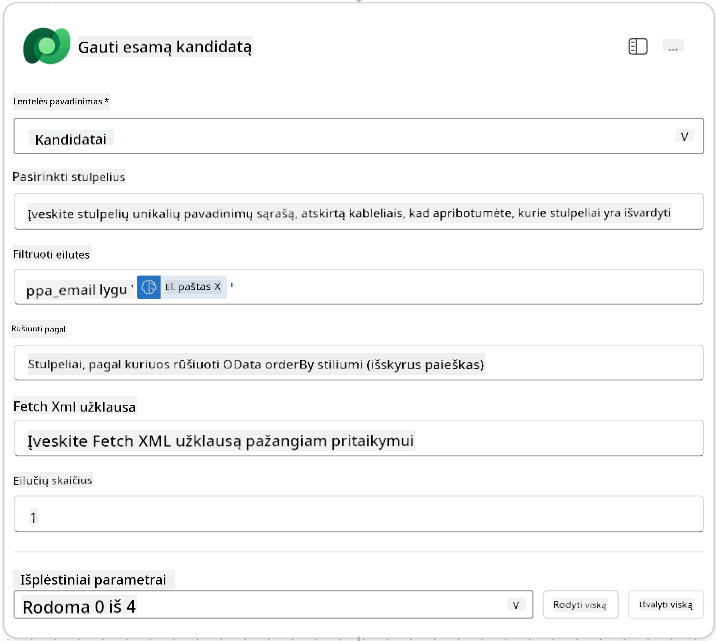 Gauti esamą kandidatą
...
Lentelės pavadinimas *
Kandidatai
V
Pasirinkti stulpelius
Įveskite stulpelių unikalių pavadinimų sąrašą, atskirtą kableliais, kad apribotumėte, kurie stulpeliai yra išvardyti
Filtruoti eilutes
ppa_email lygu ' El. paštas X '
Rūšiuoti pagal
Stulpeliai, pagal kuriuos rūšiuoti OData orderBy stiliumi (išskyrus paieškas)
Fetch Xml užklausa
Įveskite Fetch XML užklausą pažangiam pritaikymui
Eilučių skaičius
1
Išplėstiniai parametrai
Rodoma 0 iš 4 V Rodyti viską Išvalyti viską